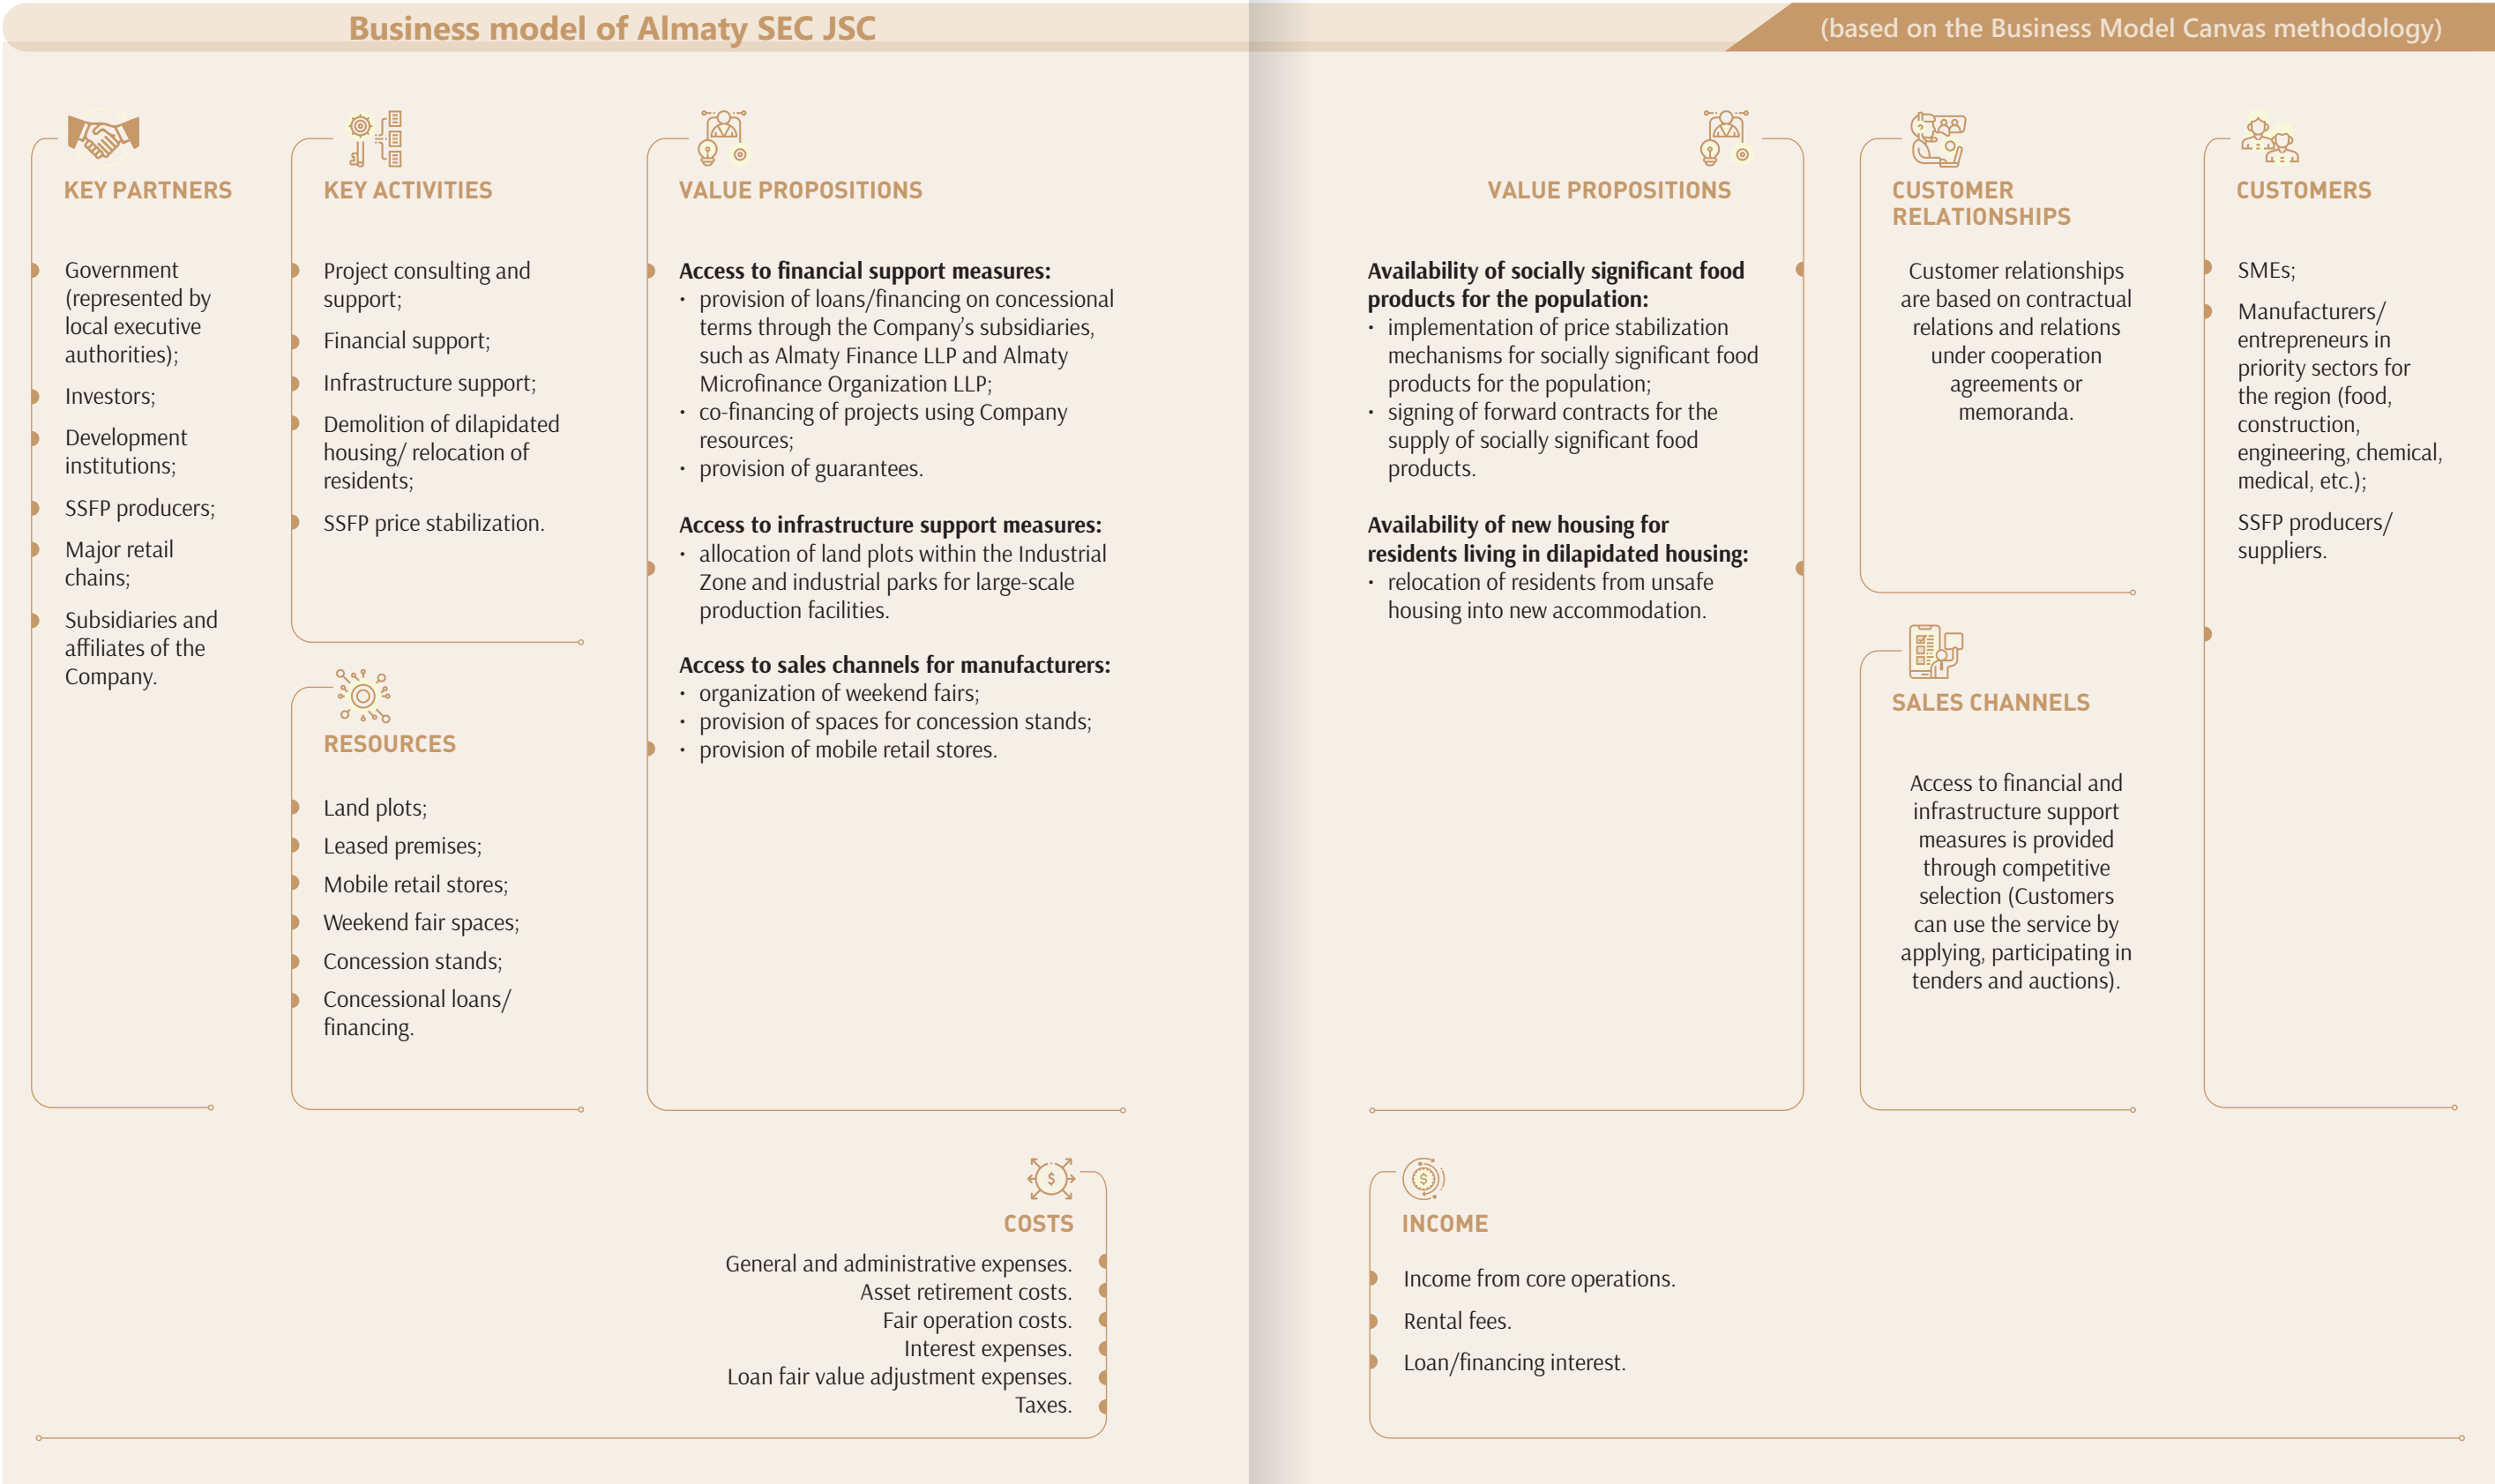 Business model of Almaty SEC JSC
(based on the Business Model Canvas methodology)
KEY PARTNERS
Government
(represented by
local executive
authorities);
Investors;
Development
institutions;
SSFP producers;
Major retail
chains;
Subsidiaries and
affiliates of the
Company.
KEY ACTIVITIES
Project consulting and
support;
Financial support;
Infrastructure support;
Demolition of dilapidated
housing/ relocation of
residents;
SSFP price stabilization.
RESOURCES
Land plots;
Leased premises;
Mobile retail stores;
Weekend fair spaces;
Concession stands;
Concessional loans/
financing.
VALUE PROPOSITIONS
Access to financial support measures:
• provision of loans/financing on concessional
terms through the Company’s subsidiaries,
such as Almaty Finance LLP and Almaty
Microfinance Organization LLP;
• co-financing of projects using Company
resources;
• provision of guarantees.
Access to infrastructure support measures:
• allocation of land plots within the Industrial
Zone and industrial parks for large-scale
production facilities.
Access to sales channels for manufacturers:
• organization of weekend fairs;
• provision of spaces for concession stands;
• provision of mobile retail stores.
VALUE PROPOSITIONS
Availability of socially significant food
products for the population:
• implementation of price stabilization
mechanisms for socially significant food
products for the population;
• signing of forward contracts for the
supply of socially significant food
products.
Availability of new housing for
residents living in dilapidated housing:
• relocation of residents from unsafe
housing into new accommodation.
CUSTOMER
RELATIONSHIPS
Customer relationships
are based on contractual
relations and relations
under cooperation
agreements or
memoranda.
SALES CHANNELS
Access to financial and
infrastructure support
measures is provided
through competitive
selection (Customers
can use the service by
applying, participating in
tenders and auctions).
CUSTOMERS
SMEs;
Manufacturers/
entrepreneurs in
priority sectors for
the region (food,
construction,
engineering, chemical,
medical, etc.);
SSFP producers/
suppliers.
COSTS
General and administrative expenses.
Asset retirement costs.
Fair operation costs.
Interest expenses.
Loan fair value adjustment expenses.
Taxes.
INCOME
Income from core operations.
Rental fees.
Loan/financing interest.